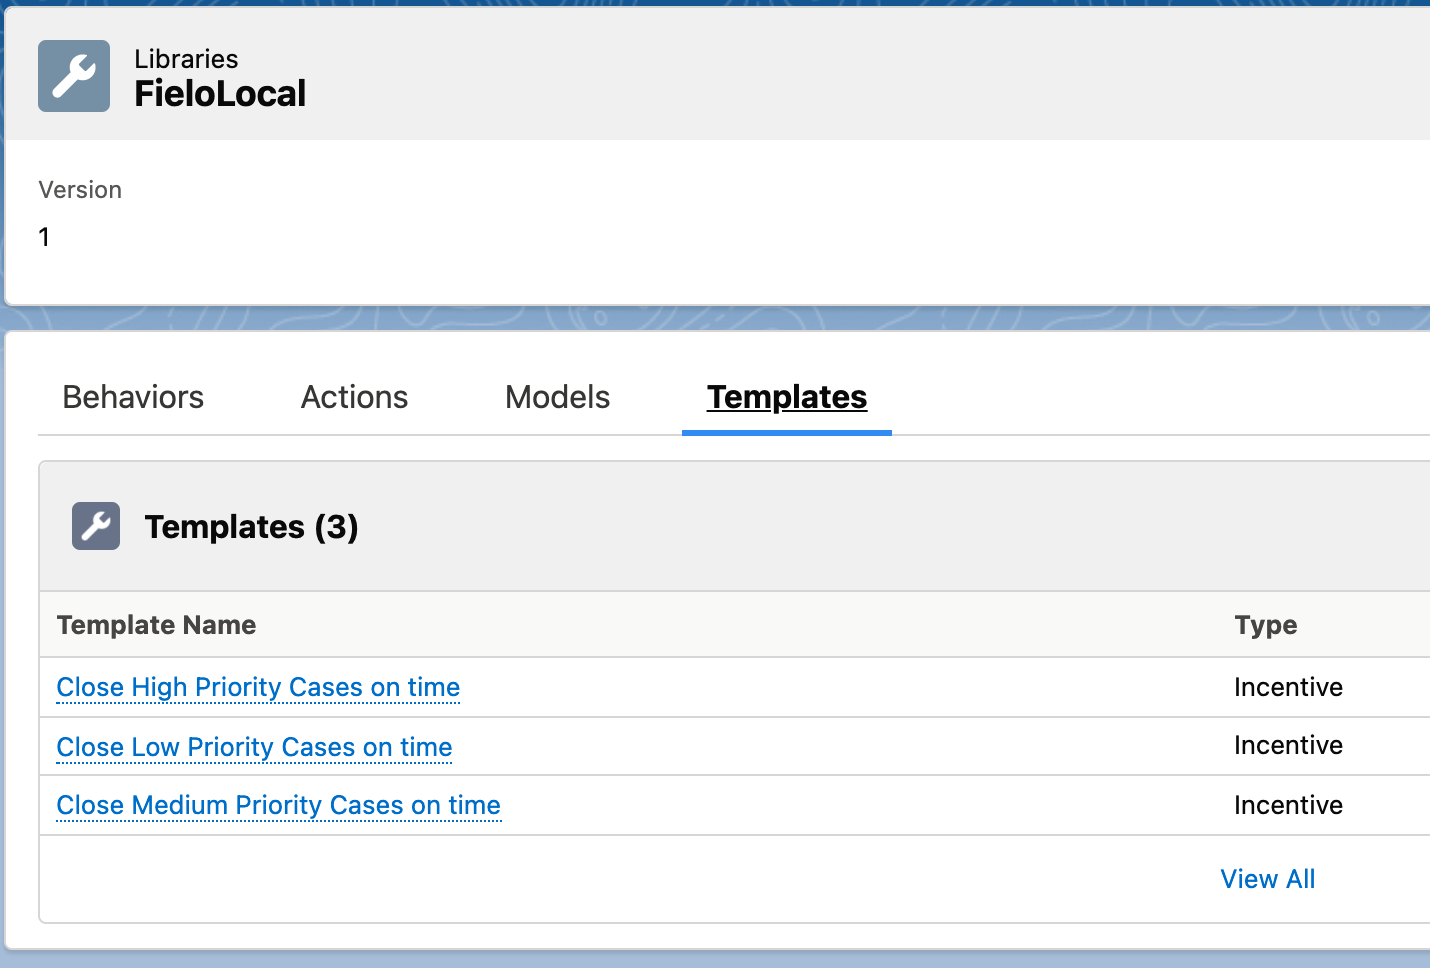 Libraries
FieloLocal
Version
1
Behaviors Actions Models Templates
Templates (3)
Template Name Type
Close High Priority Cases on time Incentive
Close Low Priority Cases on time Incentive
Close Medium Priority Cases on time Incentive
View All